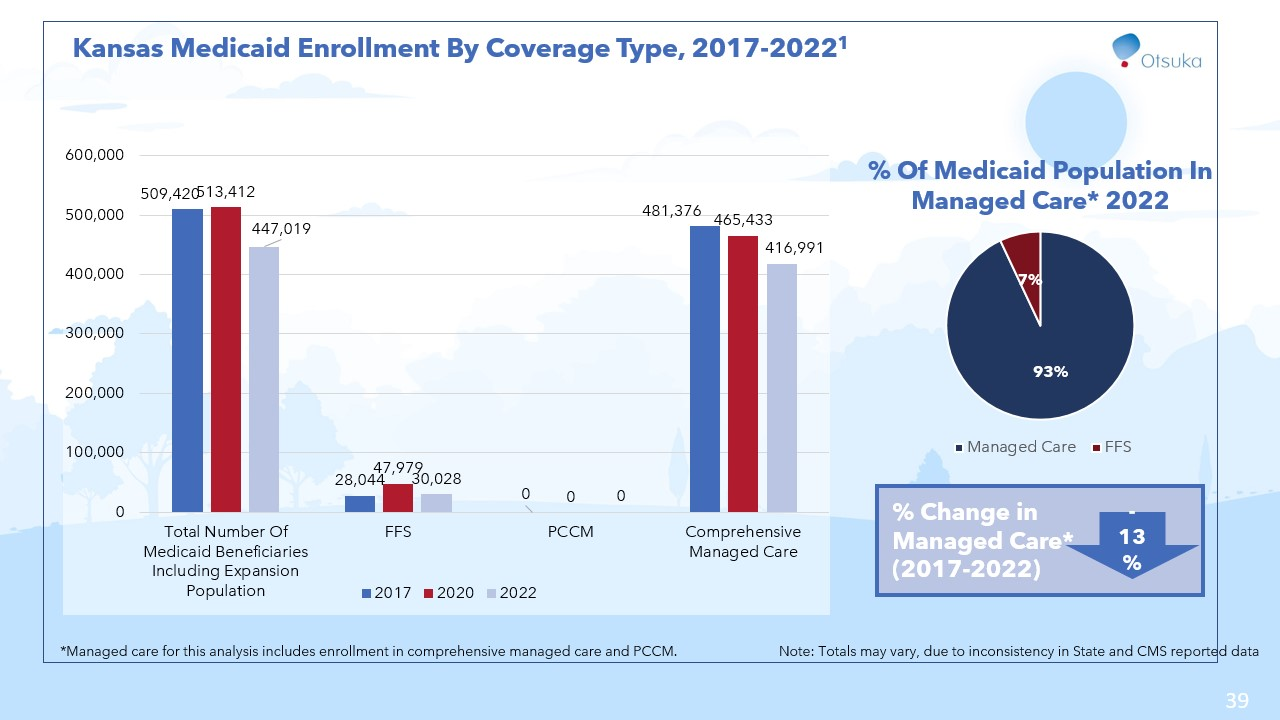 Kansas Medicaid Enrollment By Coverage Type, 2017-2022¹
Otsuka
600,000
500,000
400,000
300,000
200,000
100,000
0
509,420
513,412
447,019
28,044
47,979
30,028
0
0
0
481,376
465,433
416,991
Total Number Of
Medicaid Beneficiaries
Including Expansion
Population
FFS
PCCM
Comprehensive
Managed Care
2017 2020 2022
% Of Medicaid Population In
Managed Care* 2022
7%
93%
Managed Care FFS
% Change in
Managed Care*
(2017-2022)
-
13
%
*Managed care for this analysis includes enrollment in comprehensive managed care and PCCM.
Note: Totals may vary, due to inconsistency in State and CMS reported data
39